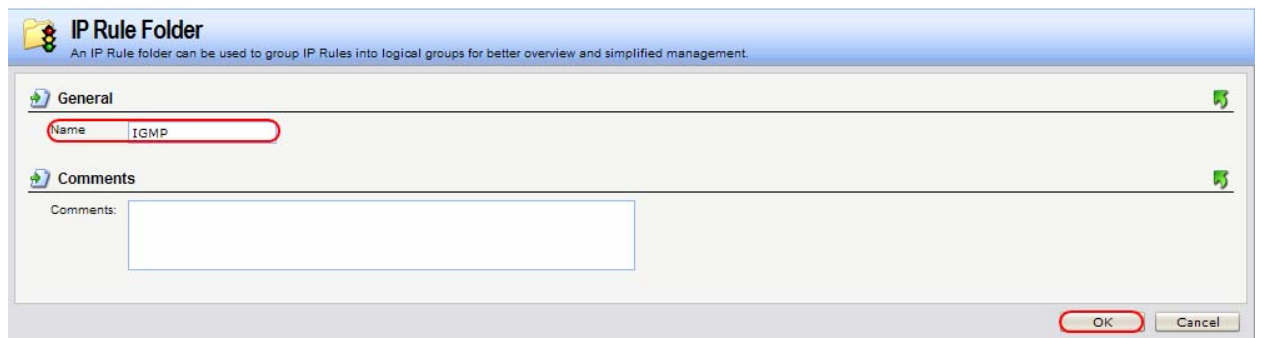 IP Rule Folder
An IP Rule folder can be used to group IP Rules into logical groups for better overview and simplified management.
General
Name IGMP
Comments
Comments:
OK Cancel